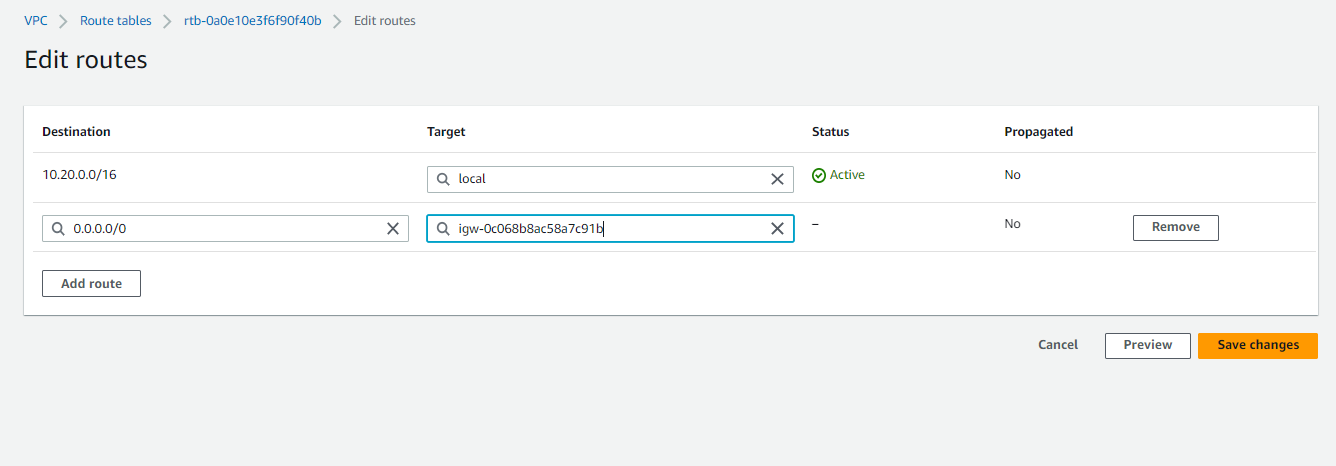 VPC > Route tables > rtb-0a0e10e3f6f90f40b > Edit routes
Edit routes
Destination Target Status Propagated
10.20.0.0/16 local Active No
0.0.0.0/0 igw-0c068b8ac58a7c91b – No Remove
Add route
Cancel Preview Save changes